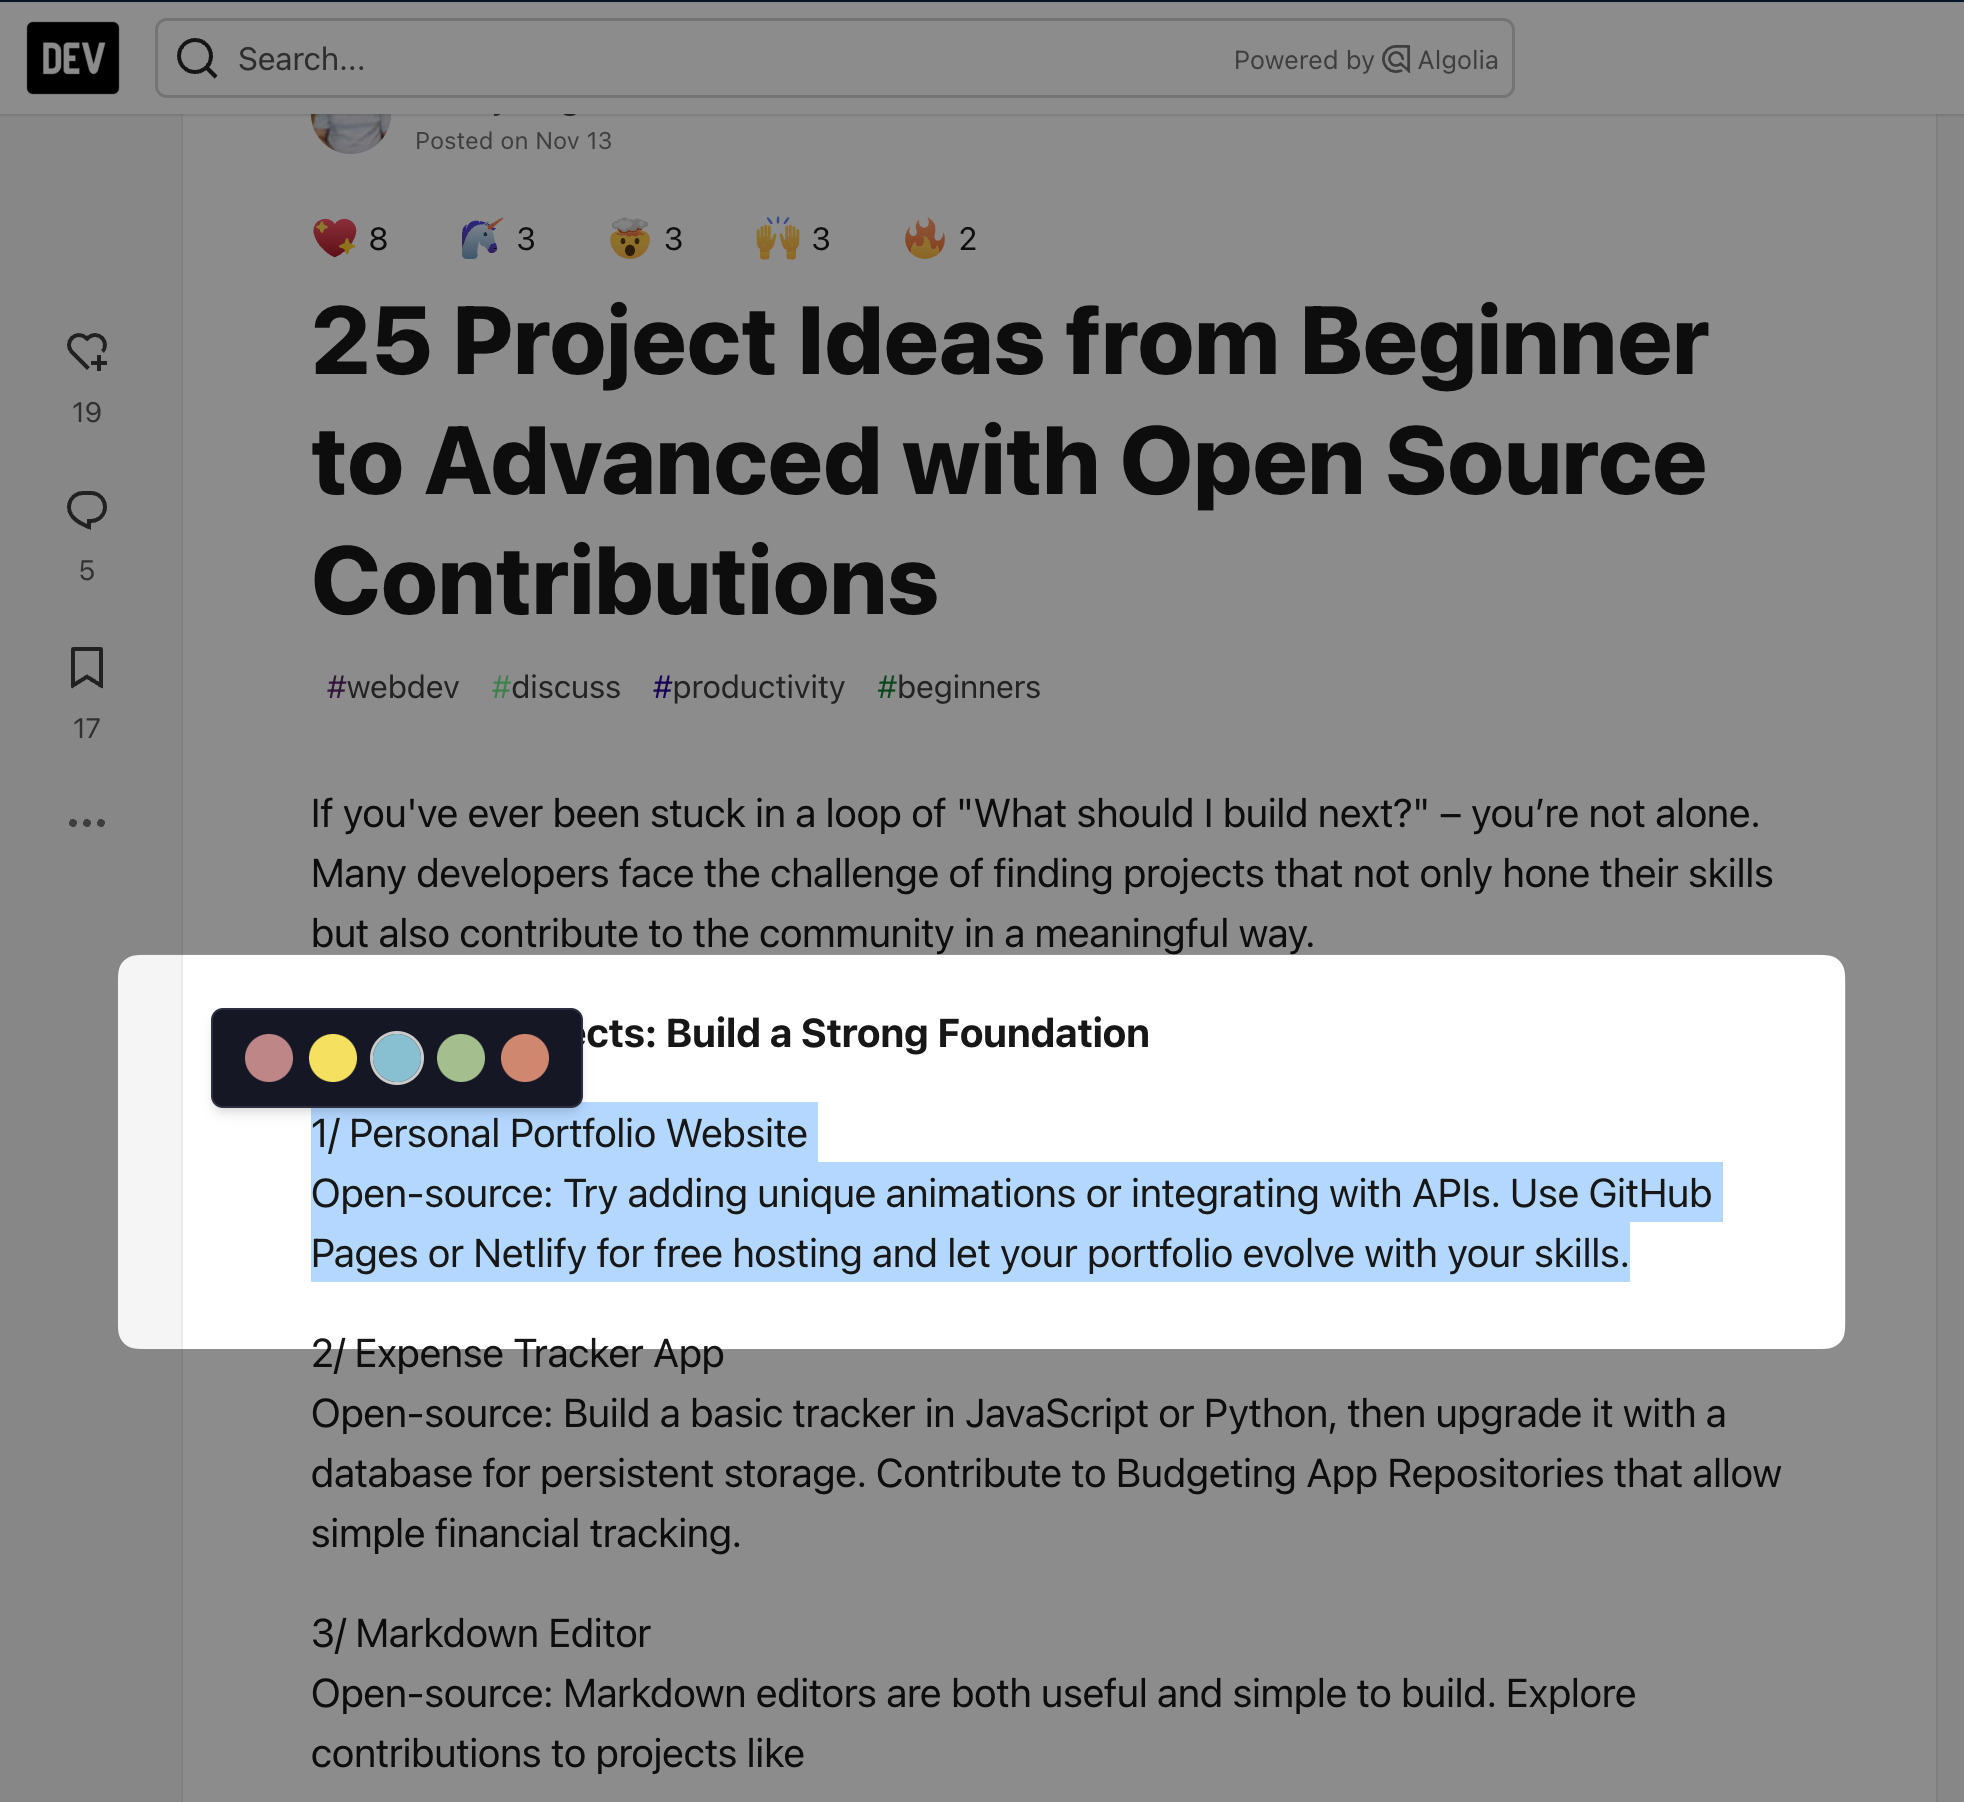 DEV
Search...
Powered by Algolia
Posted on Nov 13
8 3 3 3 2
25 Project Ideas from Beginner
to Advanced with Open Source
Contributions
19
5
17
#webdev #discuss #productivity #beginners
If you've ever been stuck in a loop of "What should I build next?" – you’re not alone.
Many developers face the challenge of finding projects that not only hone their skills
but also contribute to the community in a meaningful way.
Build a Strong Foundation
1/ Personal Portfolio Website
Open-source: Try adding unique animations or integrating with APIs. Use GitHub
Pages or Netlify for free hosting and let your portfolio evolve with your skills.
2/ Expense Tracker App
Open-source: Build a basic tracker in JavaScript or Python, then upgrade it with a
database for persistent storage. Contribute to Budgeting App Repositories that allow
simple financial tracking.
3/ Markdown Editor
Open-source: Markdown editors are both useful and simple to build. Explore
contributions to projects like